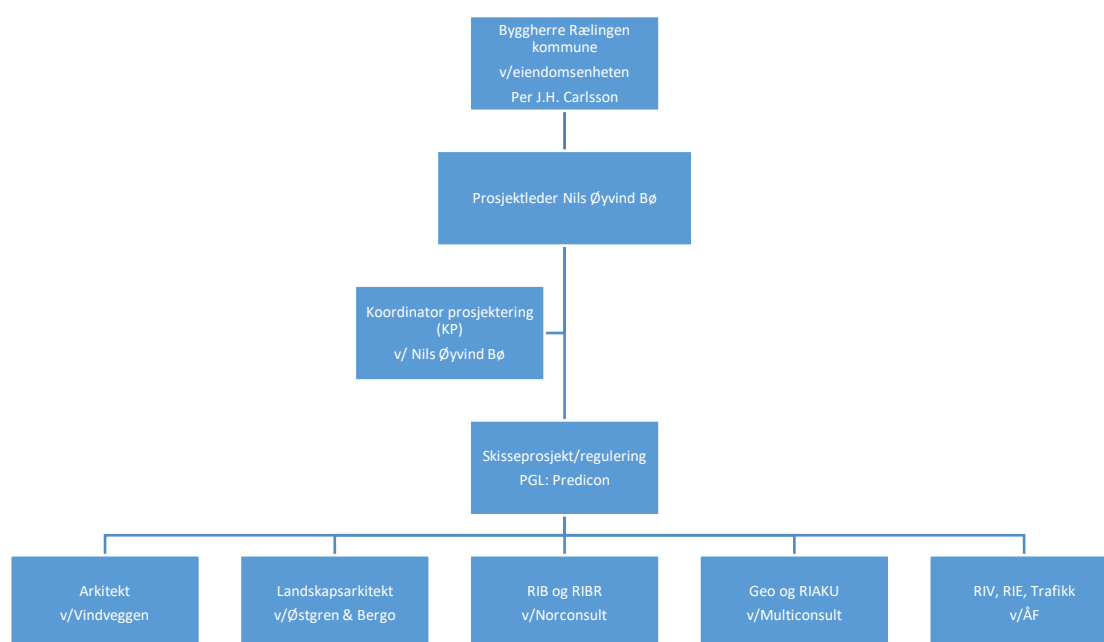 Byggherre Rælingen
kommune
v/eiendomsenheten
Per J.H. Carlsson
Prosjektleder Nils Øyvind Bø
Koordinator prosjektering
(KP)
v/ Nils Øyvind Bø
Skisseprosjekt/regulering
PGL: Predicon
Arkitekt
v/Vindveggen
Landskapsarkitekt
v/Østgren & Bergo
RIB og RIBR
v/Norconsult
Geo og RIAKU
v/Multiconsult
RIV, RIE, Trafikk
v/ÅF